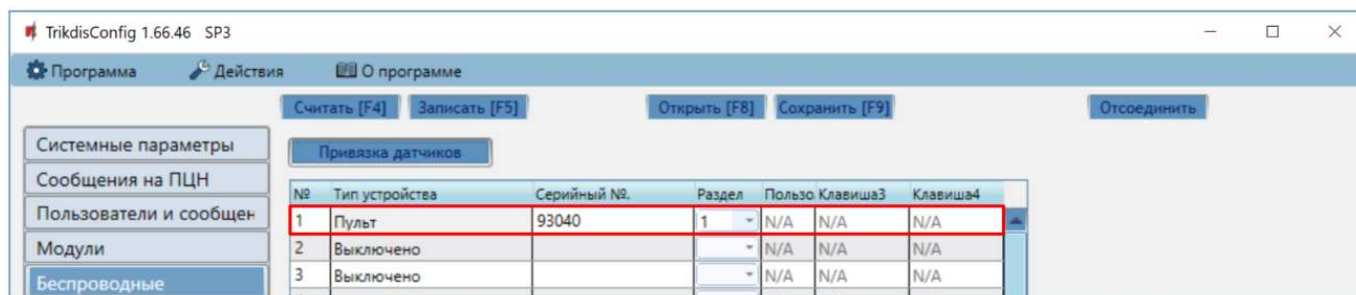 TrikdisConfig 1.66.46 SP3
Программа Действия О программе
Считать [F4] Записать [F5] Открыть [F8] Сохранить [F9] Отсоединить
Системные параметры
Привязка датчиков
Сообщения на ПЦН
№ Тип устройства Серийный №. Раздел Пользо Клавиша3 Клавиша4
Пользователи и сообщен
1 Пульт 93040 1 N/A N/A N/A
Модули
2 Выключено N/A N/A N/A
Беспроводные
3 Выключено N/A N/A N/A